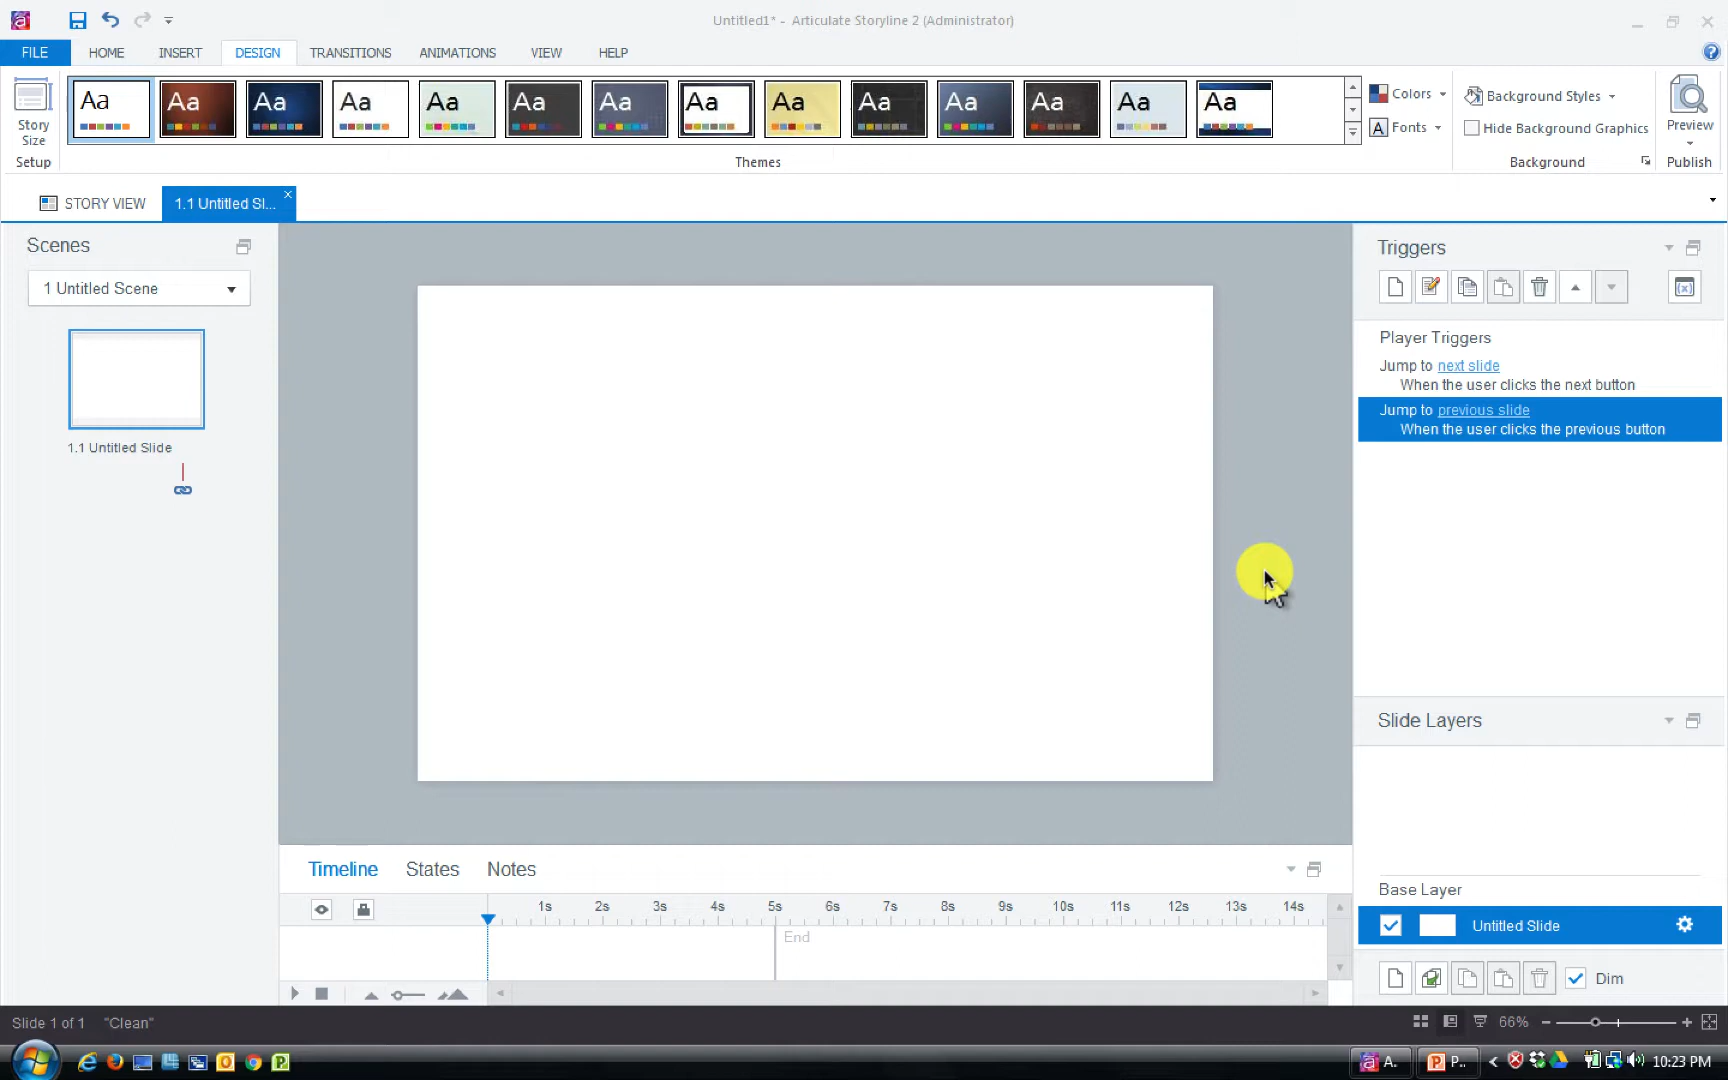 Untitled1* - Articulate Storyline 2 (Administrator)
FILE HOME INSERT DESIGN TRANSITIONS ANIMATIONS VIEW HELP
Story Size
Aa Aa Aa Aa Aa Aa Aa Aa Aa Aa Aa Aa Aa Aa
Colors
Fonts
Background Styles
Hide Background Graphics
Preview
Setup Themes Background Publish
STORY VIEW 1.1 Untitled Sl...
Scenes
1 Untitled Scene
1.1 Untitled Slide
Triggers
Player Triggers
Jump to next slide
When the user clicks the next button
Jump to previous slide
When the user clicks the previous button
Slide Layers
Base Layer
Untitled Slide
Dim
Timeline States Notes
1s 2s 3s 4s 5s 6s 7s 8s 9s 10s 11s 12s 13s 14s
End
Slide 1 of 1 "Clean"
66%
A. P.. 10:23 PM